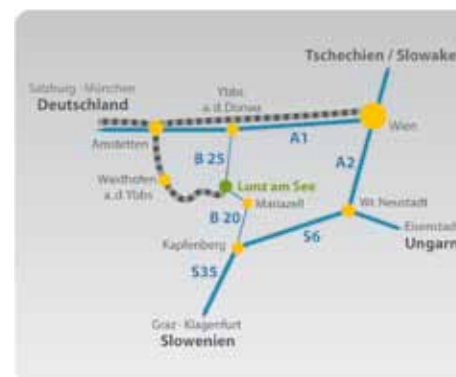 Tschechien / Slowake
Salzburg · München
Deutschland
Ybbs
a.d.Donau
Wien
A1
Amstetten
B 25
A2
Waidhofen
a.d.Ybbs
Lunz am See
Mariazell
Wr. Neustadt
B 20
Eisenstadt
Ungarn
Kapfenberg
S6
S35
Graz · Klagenfurt
Slowenien